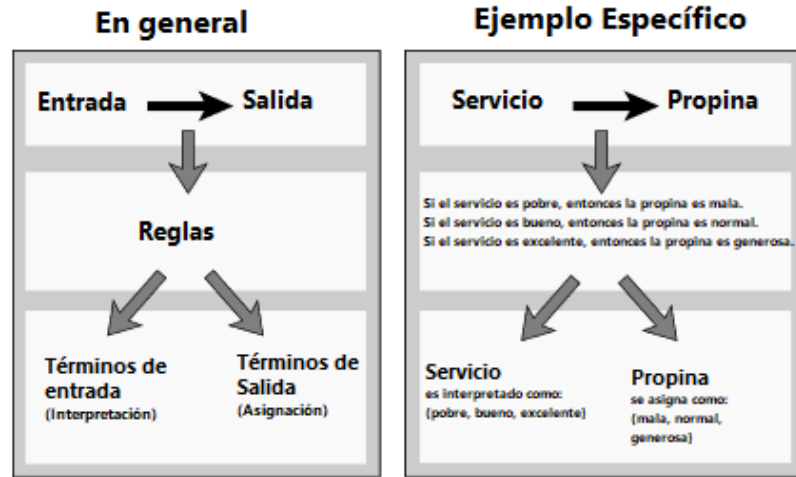 En general
Entrada Salida
Reglas
Términos de
entrada
(Interpretación)
Términos de
Salida
(Asignación)
Ejemplo Específico
Servicio Propina
Si el servicio es pobre, entonces la propina es mala.
Si el servicio es bueno, entonces la propina es normal.
Si el servicio es excelente, entonces la propina es generosa.
Servicio
es interpretado como:
{pobre, bueno, excelente}
Propina
se asigna como:
{mala, normal,
generosa}